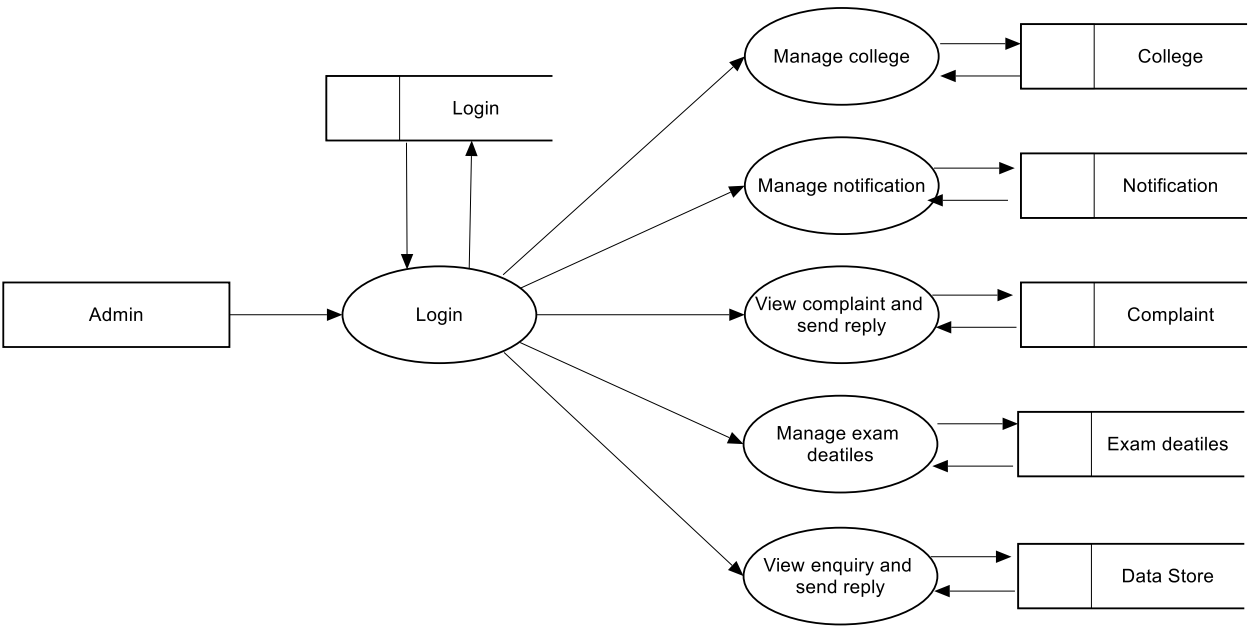 Manage college
College
Login
Manage notification
Notification
Admin
Login
View complaint and
send reply
Complaint
Manage exam
deatiles
Exam deatiles
View enquiry and
send reply
Data Store